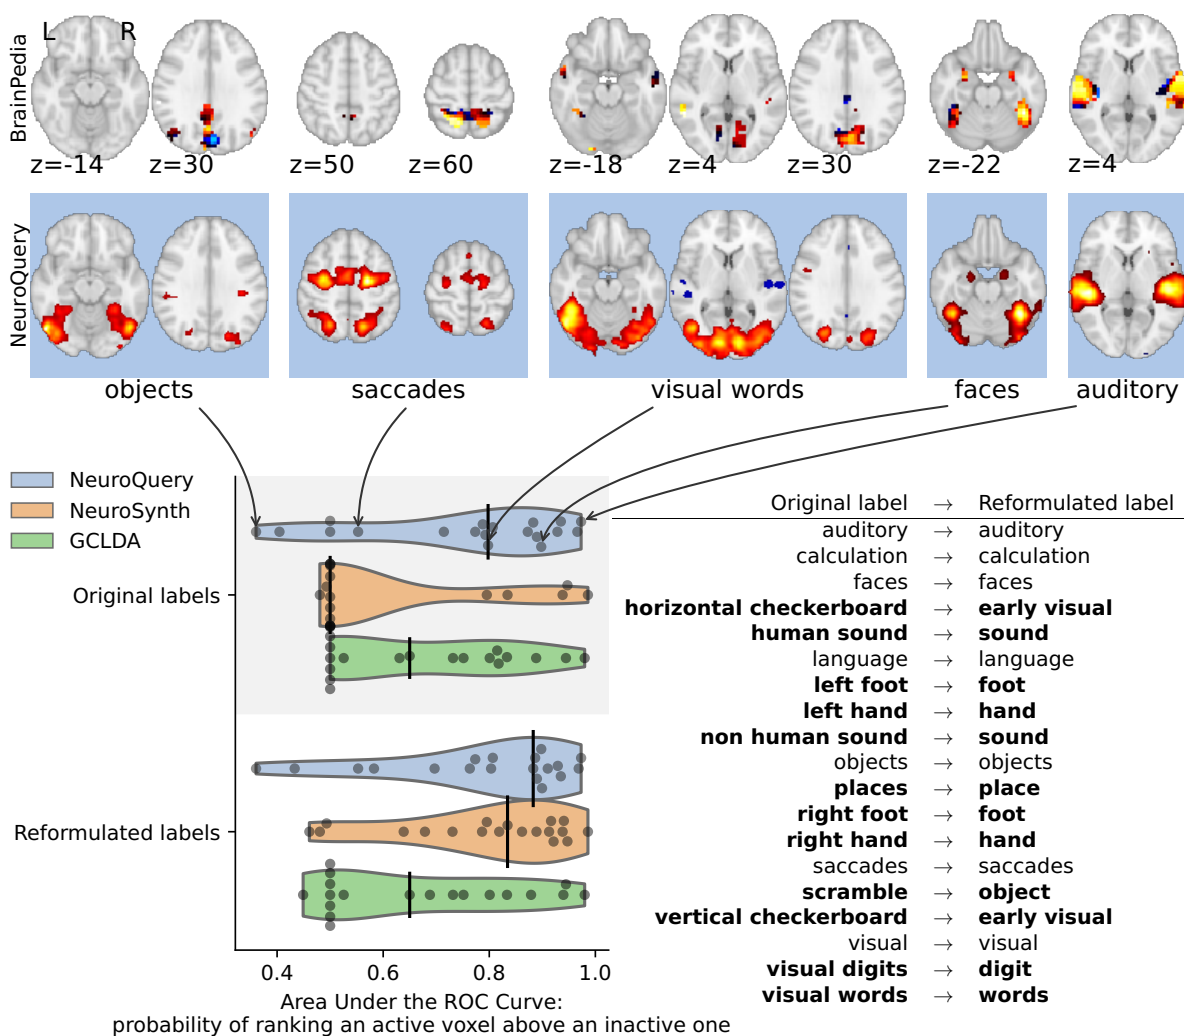 BrainPedia
L R
z=-14 z=30 z=50 z=60 z=-18 z=4 z=30 z=-22 z=4
NeuroQuery
objects saccades visual words faces auditory
NeuroQuery
NeuroSynth
GCLDA
Original labels
Reformulated labels
0.4 0.6 0.8 1.0
Area Under the ROC Curve:
probability of ranking an active voxel above an inactive one
Original label → Reformulated label
auditory → auditory
calculation → calculation
faces → faces
horizontal checkerboard → early visual
human sound → sound
language → language
left foot → foot
left hand → hand
non human sound → sound
objects → objects
places → place
right foot → foot
right hand → hand
saccades → saccades
scramble → object
vertical checkerboard → early visual
visual → visual
visual digits → digit
visual words → words